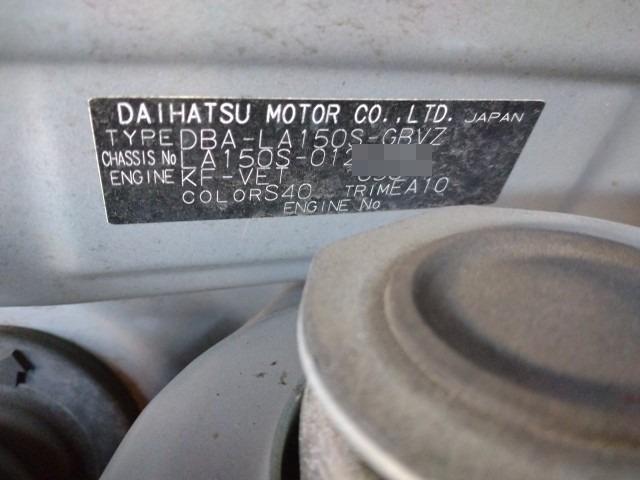 DAIHATSU MOTOR CO.,LTD. JAPAN
TYPE DBA-LA150S-GBVZ
CHASSIS No LA150S-012
ENGINE KF-VET
COLOR S40 TRIM EA10
ENGINE No